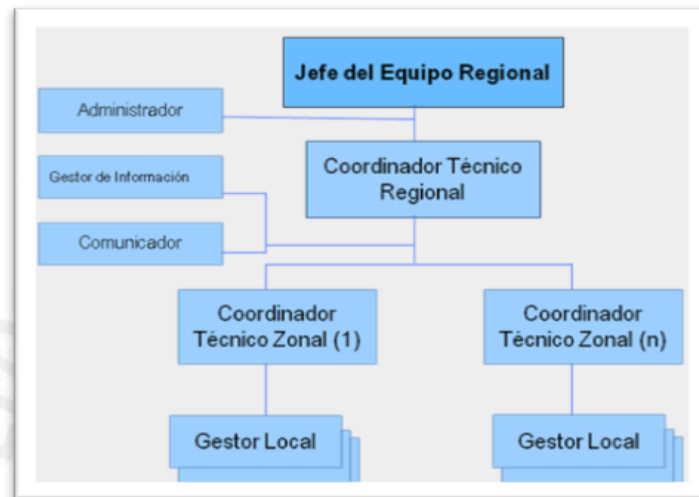 Jefe del Equipo Regional
Administrador
Coordinador Técnico
Regional
Gestor de Información
Comunicador
Coordinador
Técnico Zonal (1)
Coordinador
Técnico Zonal (n)
Gestor Local
Gestor Local